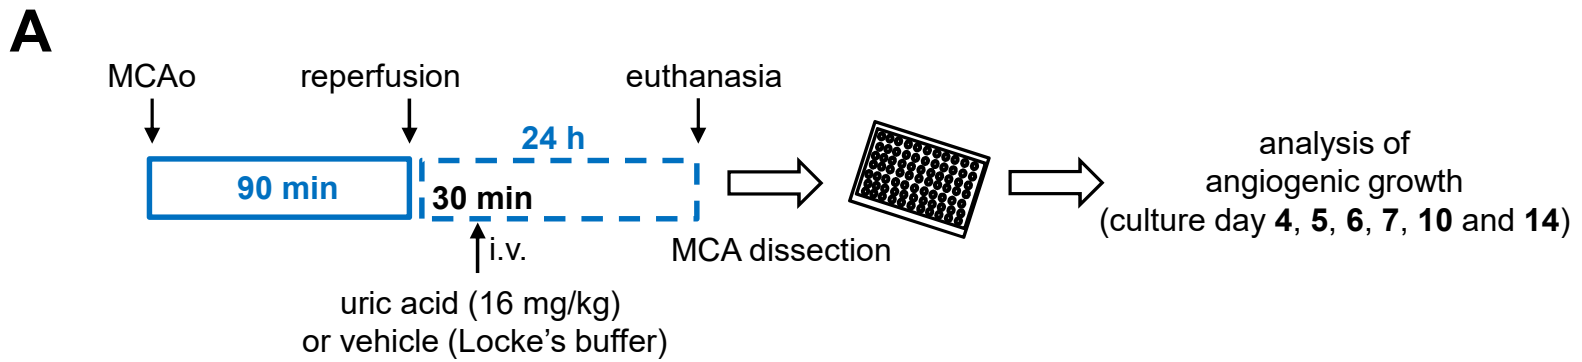 A
MCAo
reperfusion
euthanasia
24 h
90 min
30 min
i.v.
MCA dissection
uric acid (16 mg/kg)
or vehicle (Locke’s buffer)
analysis of
angiogenic growth
(culture day 4, 5, 6, 7, 10 and 14)